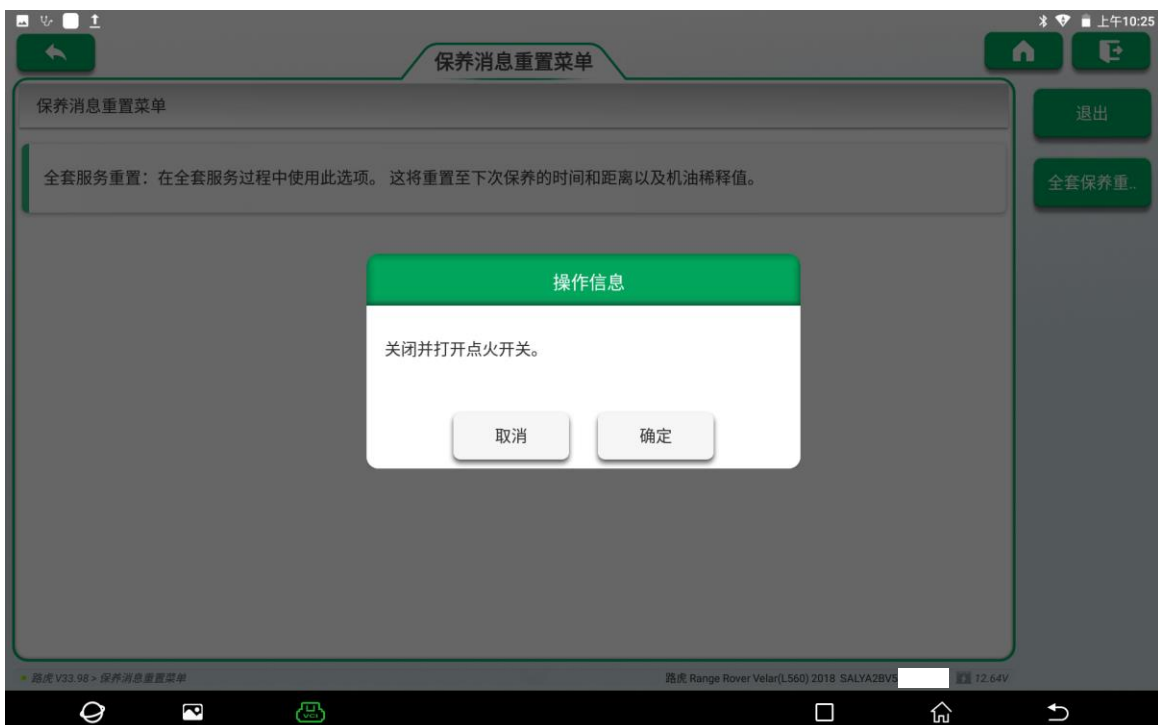 上午10:25
保养消息重置菜单
保养消息重置菜单
退出
全套服务重置：在全套服务过程中使用此选项。 这将重置至下次保养的时间和距离以及机油稀释值。
全套保养重..
操作信息
关闭并打开点火开关。
取消
确定
路虎 V33.98 > 保养消息重置菜单
路虎 Range Rover Velar(L560) 2018 SALYA2BV5
12.64V
VCI